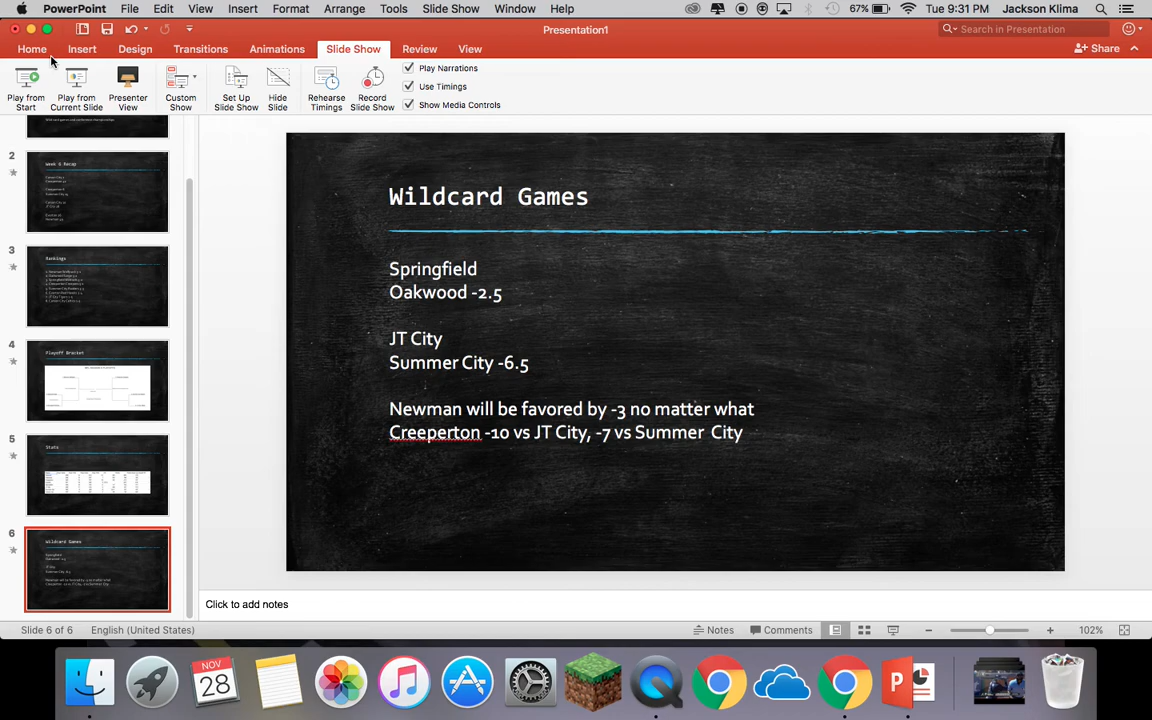 PowerPoint File Edit View Insert Format Arrange Tools Slide Show Window Help 67% Tue 9:31 PM Jackson Klima
Presentation1 Search in Presentation
Home Insert Design Transitions Animations Slide Show Review View Share
Play from Start
Play from Current Slide
Presenter View
Custom Show
Set Up Slide Show
Hide Slide
Rehearse Timings
Record Slide Show
Play Narrations
Use Timings
Show Media Controls
2
Week 6 Recap
3
Rankings
4
Playoff Bracket
5
Stats
6
Wildcard Games
Wildcard Games
Springfield
Oakwood -2.5
JT City
Summer City -6.5
Newman will be favored by -3 no matter what
Creeperton -10 vs JT City, -7 vs Summer City
Click to add notes
Slide 6 of 6 English (United States) Notes Comments 102%
NOV
28